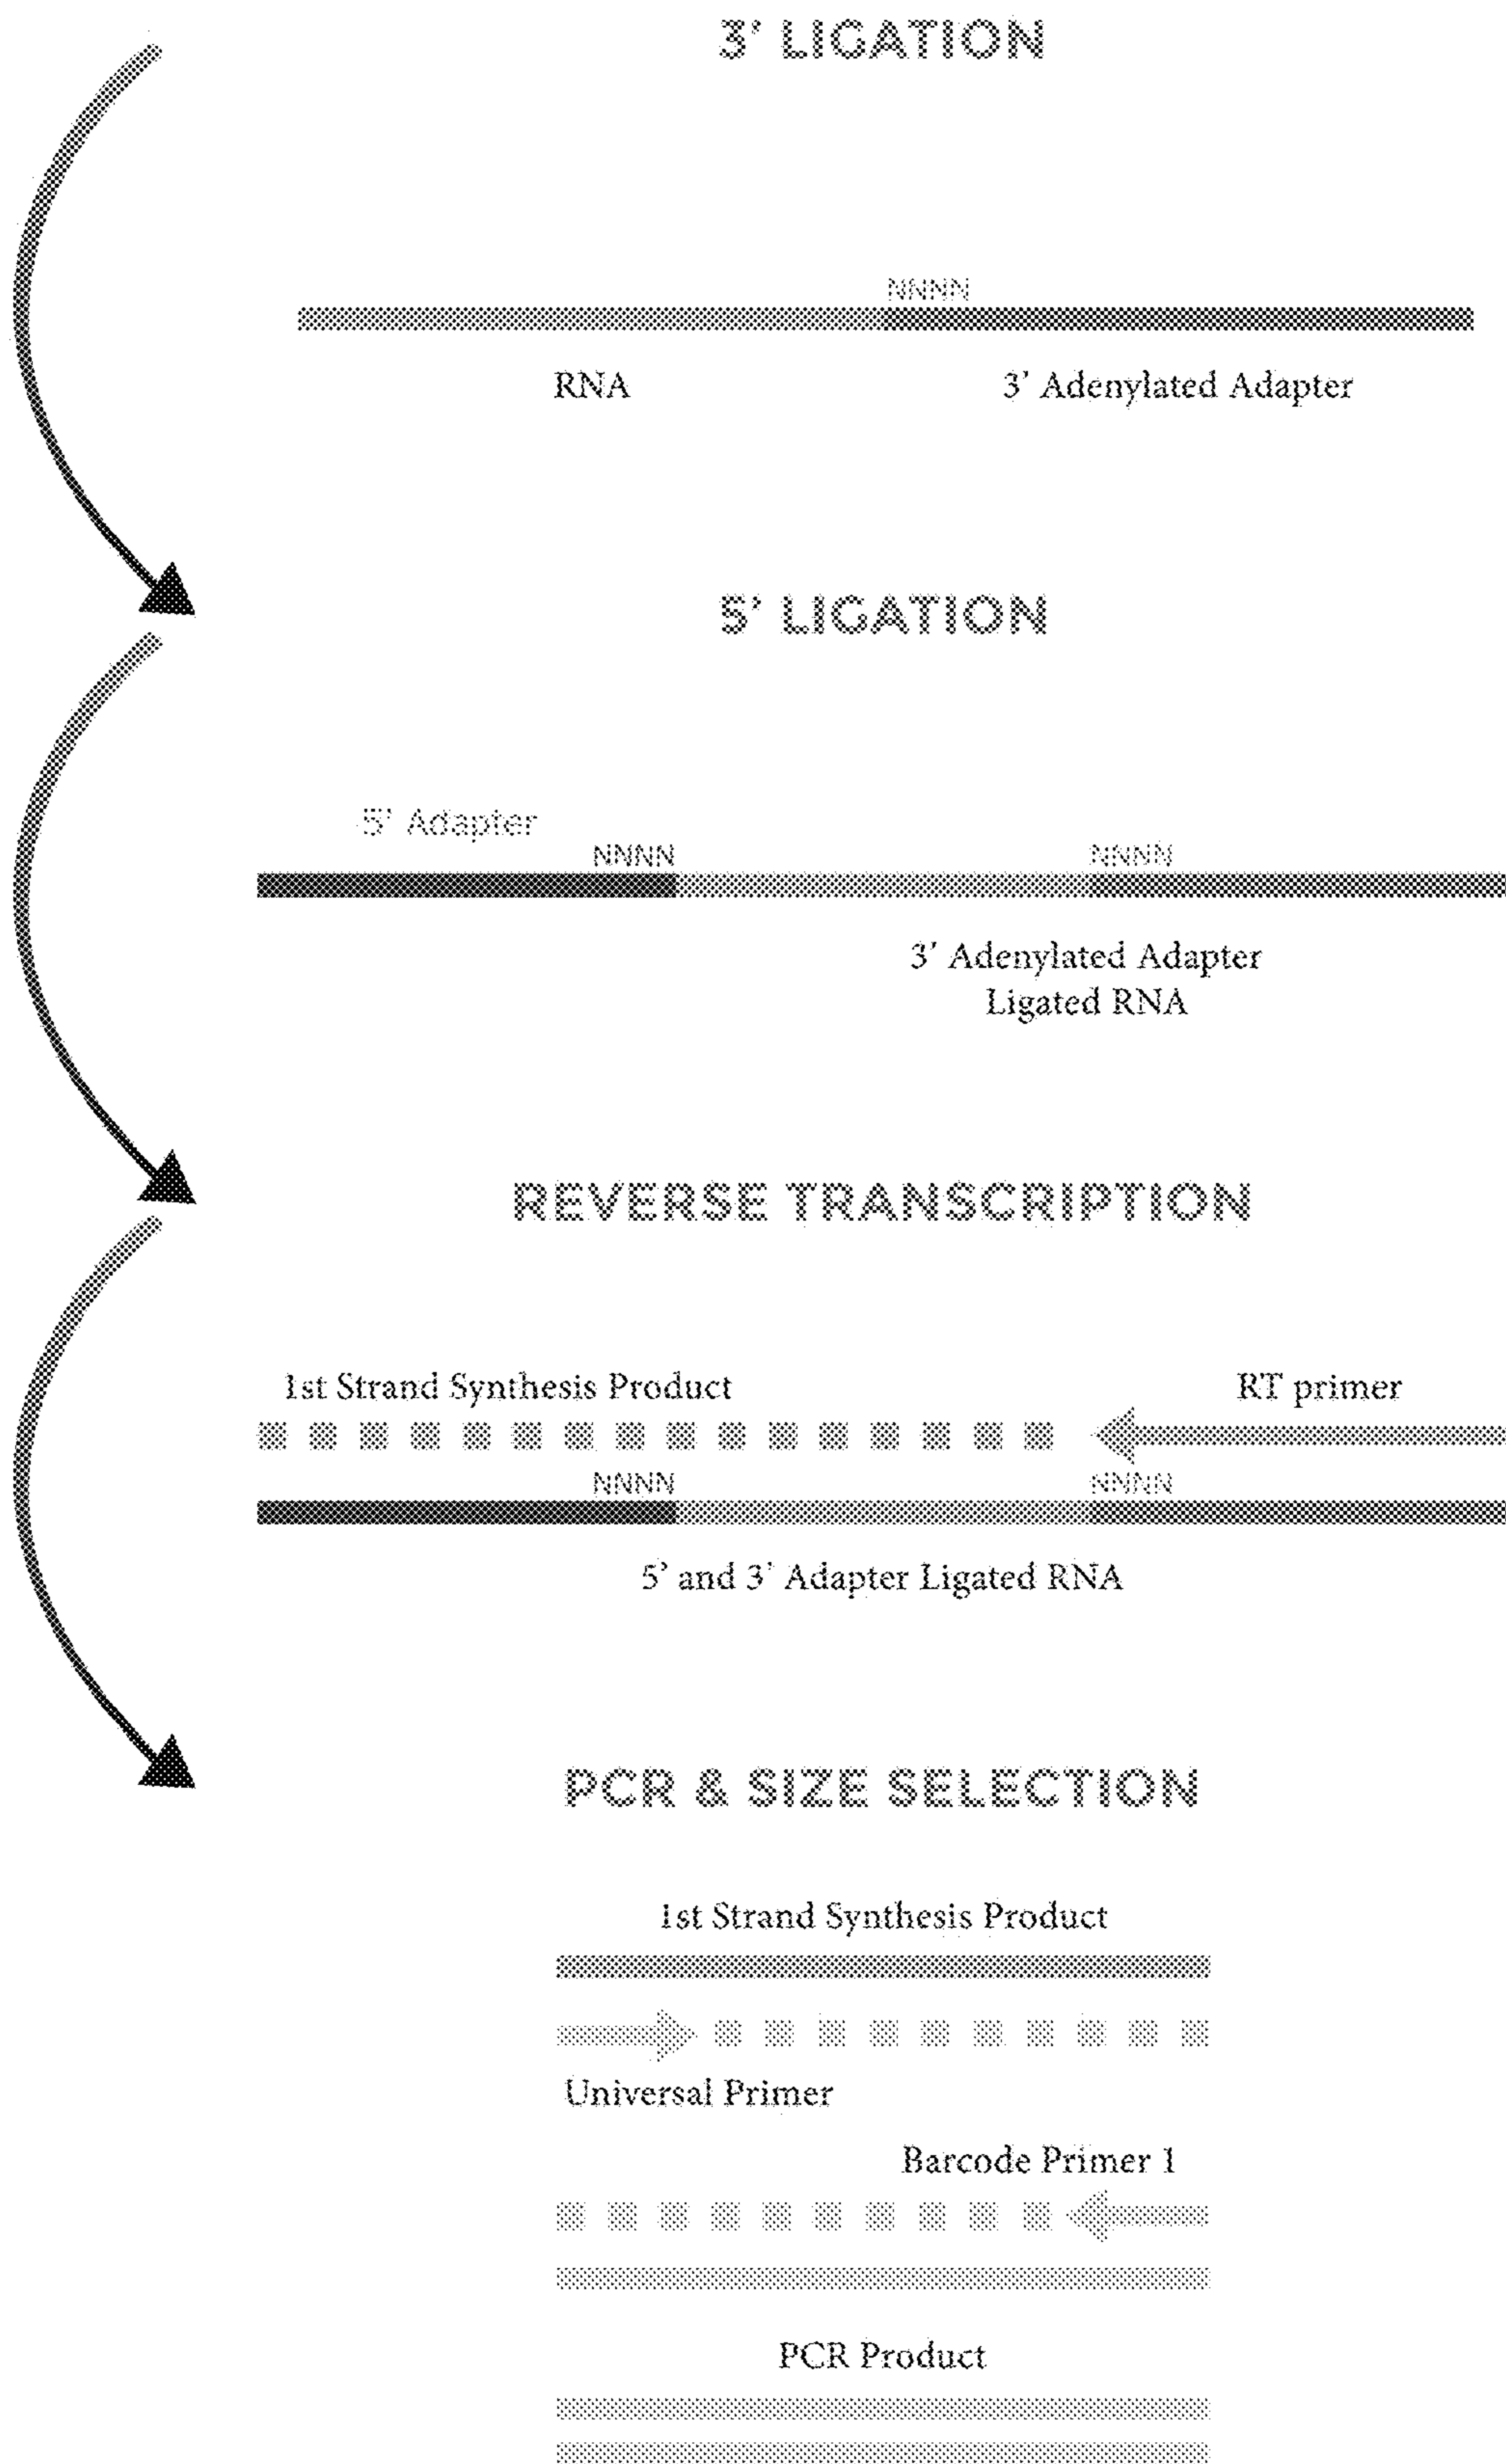 3' LIGATION
NNNN
RNA
3' Adenylated Adapter
5' LIGATION
5' Adapter
NNNN
NNNN
3' Adenylated Adapter
Ligated RNA
REVERSE TRANSCRIPTION
1st Strand Synthesis Product
RT primer
NNNN
NNNN
5' and 3' Adapter Ligated RNA
PCR & SIZE SELECTION
1st Strand Synthesis Product
Universal Primer
Barcode Primer 1
PCR Product